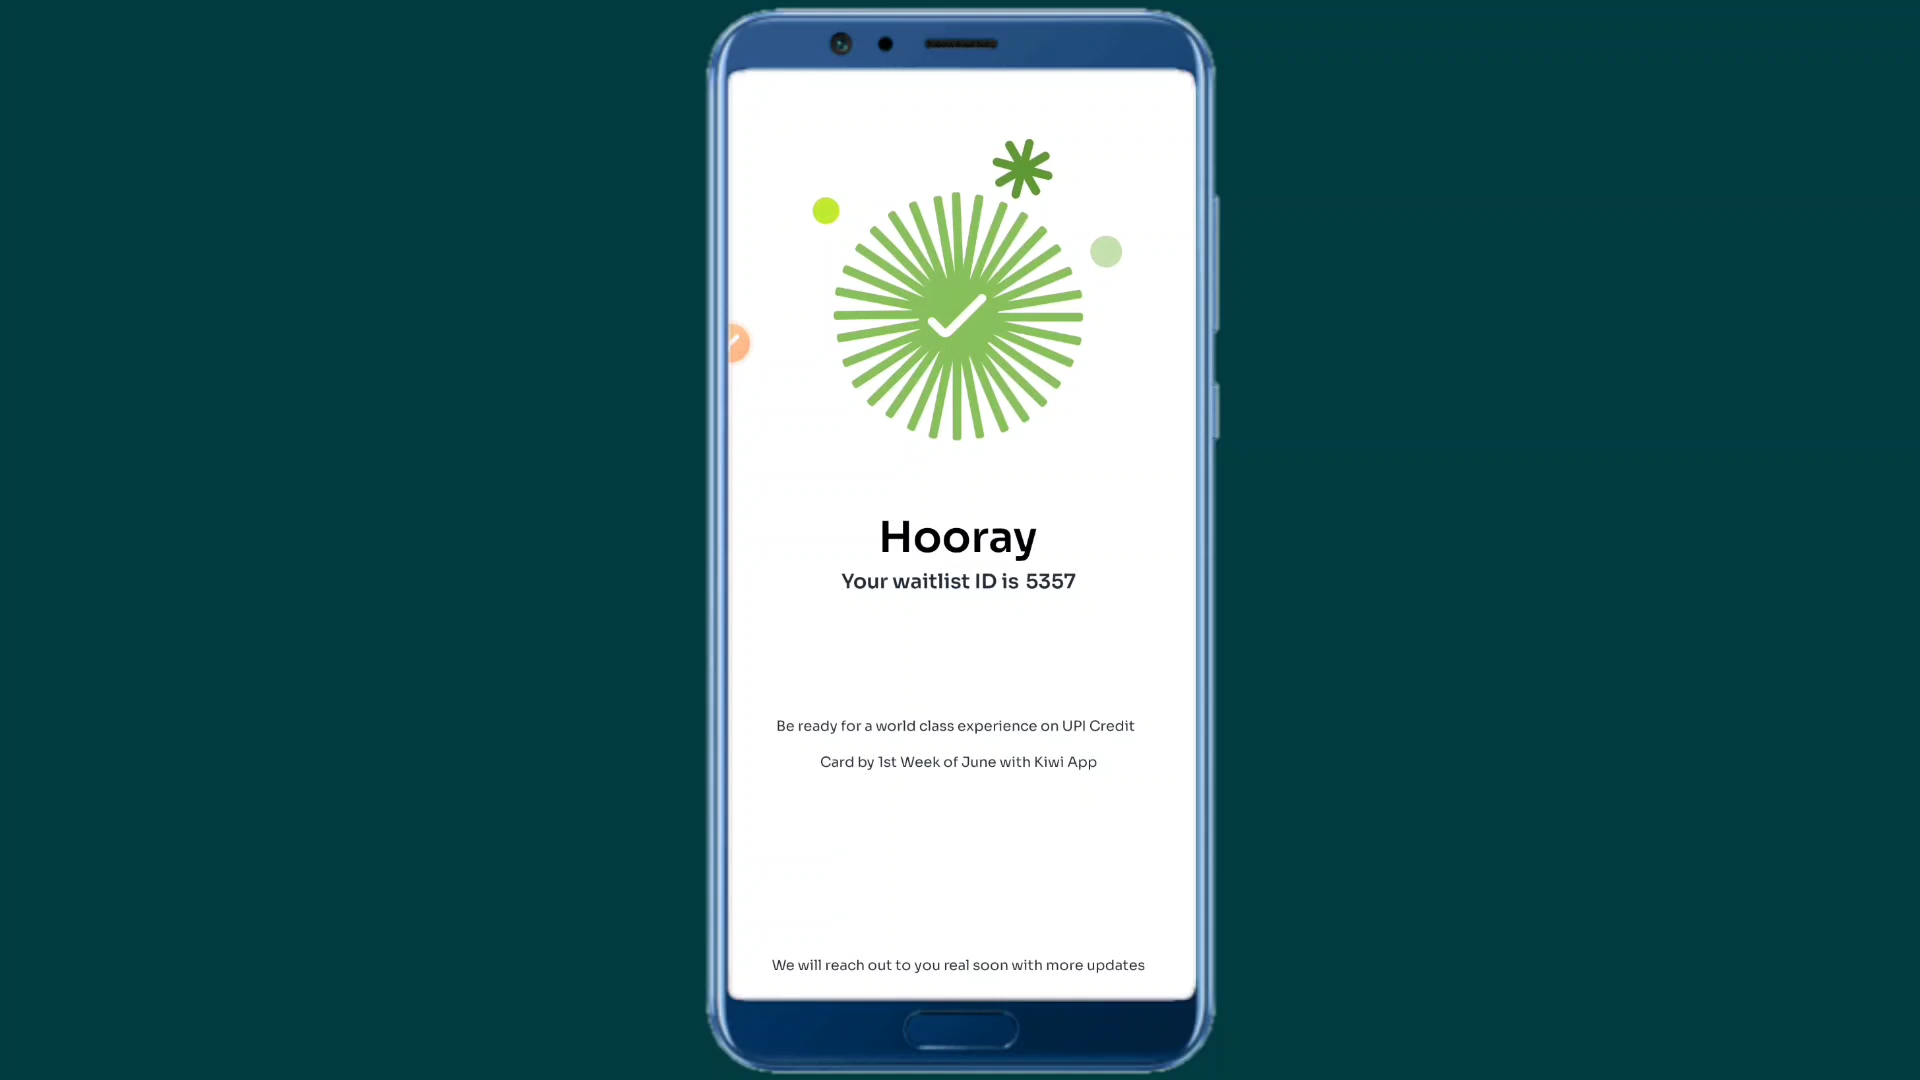 Hooray
Your waitlist ID is 5357
Be ready for a world class experience on UPI Credit
Card by 1st Week of June with Kiwi App
We will reach out to you real soon with more updates